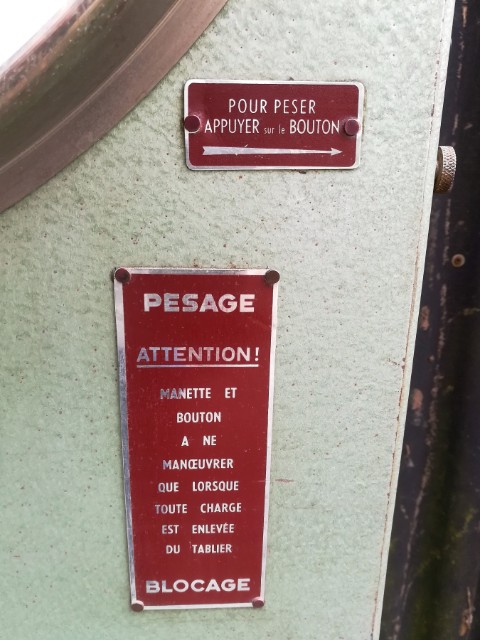 POUR PESER
APPUYER sur le BOUTON
PESAGE
ATTENTION!
MANETTE ET
BOUTON
A NE
MANŒUVRER
QUE LORSQUE
TOUTE CHARGE
EST ENLEVÉE
DU TABLIER
BLOCAGE